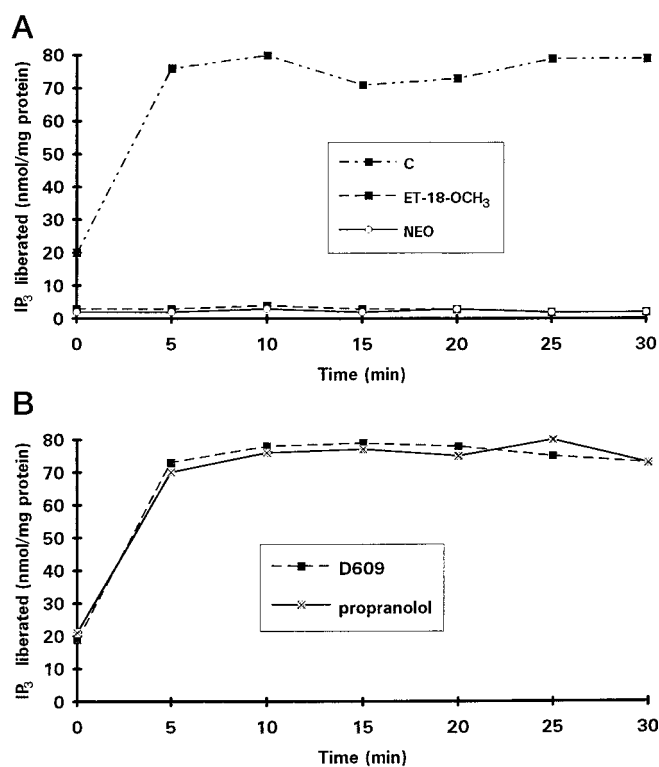 A
IP3 liberated (nmol/mg protein)
80
70
60
50
40
30
20
10
0
C
ET-18-OCH3
NEO
0 5 10 15 20 25 30
Time (min)
B
IP3 liberated (nmol/mg protein)
80
70
60
50
40
30
20
10
0
D609
propranolol
0 5 10 15 20 25 30
Time (min)